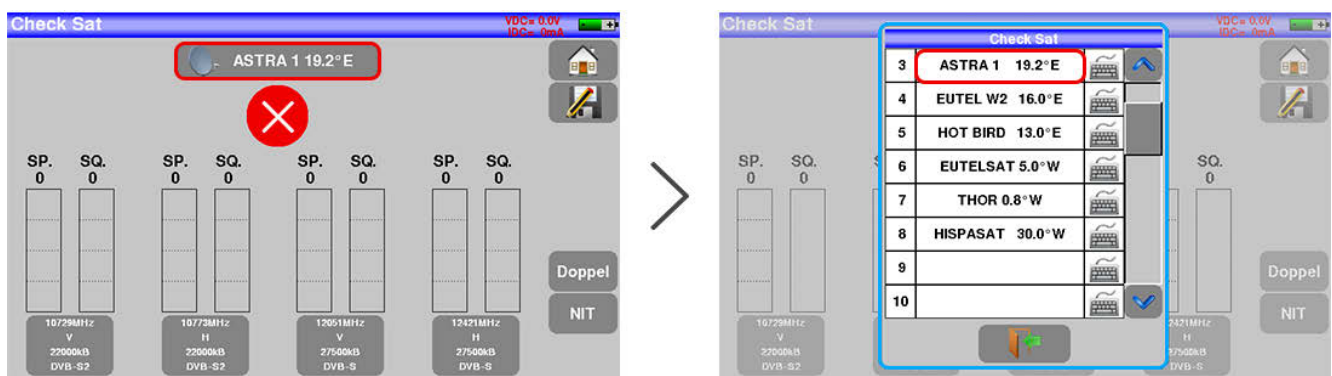 Check Sat
VDC= 0.0V
IDC= 0mA
ASTRA 1 19.2°E
SP. SQ. SP. SQ. SP. SQ. SP. SQ.
0 0 0 0 0 0 0 0
Doppel
NIT
10729MHz 10773MHz 12051MHz 12421MHz
V H V H
22000kB 22000kB 27500kB 27500kB
DVB-S2 DVB-S2 DVB-S DVB-S
Check Sat
VDC= 0.0V
IDC= 0mA
Check Sat
3 ASTRA 1 19.2°E
4 EUTEL W2 16.0°E
5 HOT BIRD 13.0°E
6 EUTELSAT 5.0°W
7 THOR 0.8°W
8 HISPASAT 30.0°W
9
10
SP. SQ. SQ.
0 0 0
Doppel
NIT
10729MHz
V H
22000kB 27500kB
DVB-S2 DVB-S